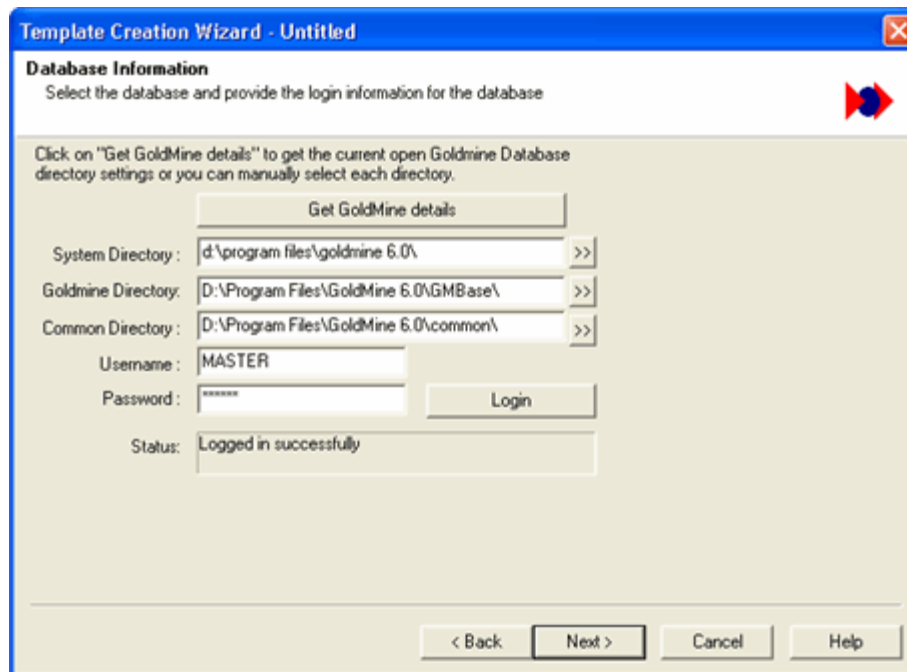 Template Creation Wizard - Untitled
Database Information
Select the database and provide the login information for the database
Click on "Get GoldMine details" to get the current open Goldmine Database
directory settings or you can manually select each directory.
Get GoldMine details
System Directory : d:\program files\goldmine 6.0\ >>
Goldmine Directory: D:\Program Files\GoldMine 6.0\GMBase\ >>
Common Directory : D:\Program Files\GoldMine 6.0\common\ >>
Username : MASTER
Password : ****** Login
Status: Logged in successfully
< Back Next > Cancel Help